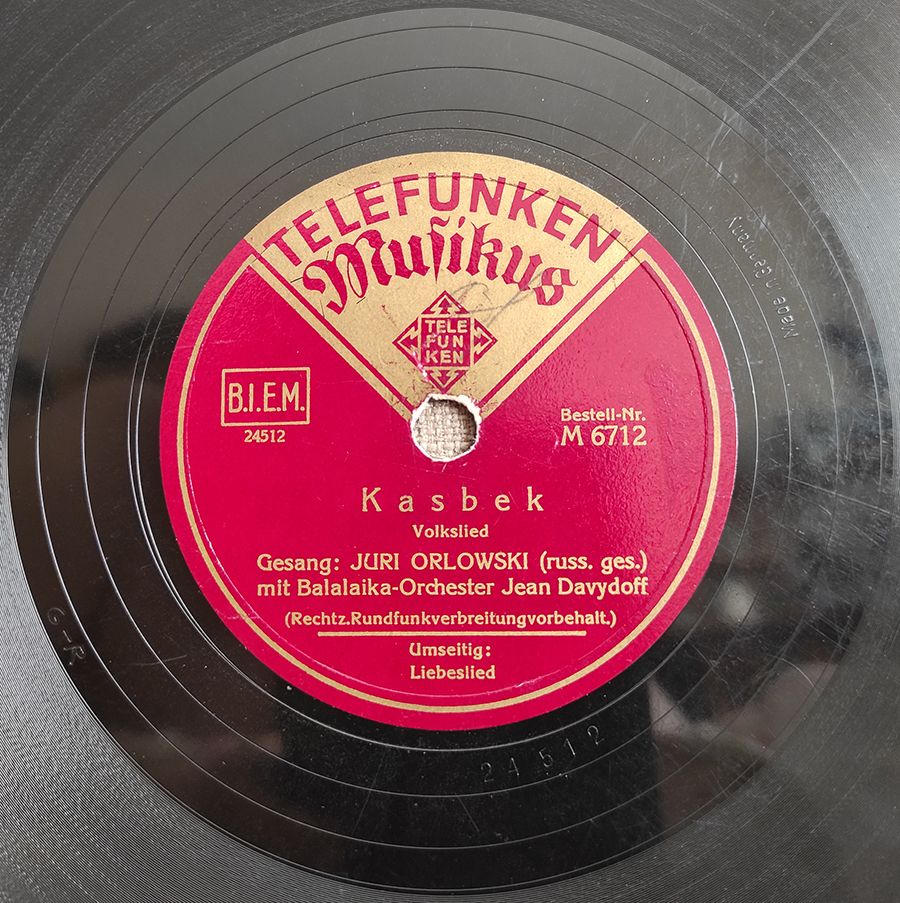 TELEFUNKEN
Muſikus
TELE
FUN
KEN
B.I.E.M.
24512
Bestell-Nr.
M 6712
Kasbek
Volkslied
Gesang: JURI ORLOWSKI (russ. ges.)
mit Balalaika-Orchester Jean Davydoff
(Rechtz.Rundfunkverbreitungvorbehalt.)
Umseitig:
Liebeslied
24512
G-R
Made in Germany